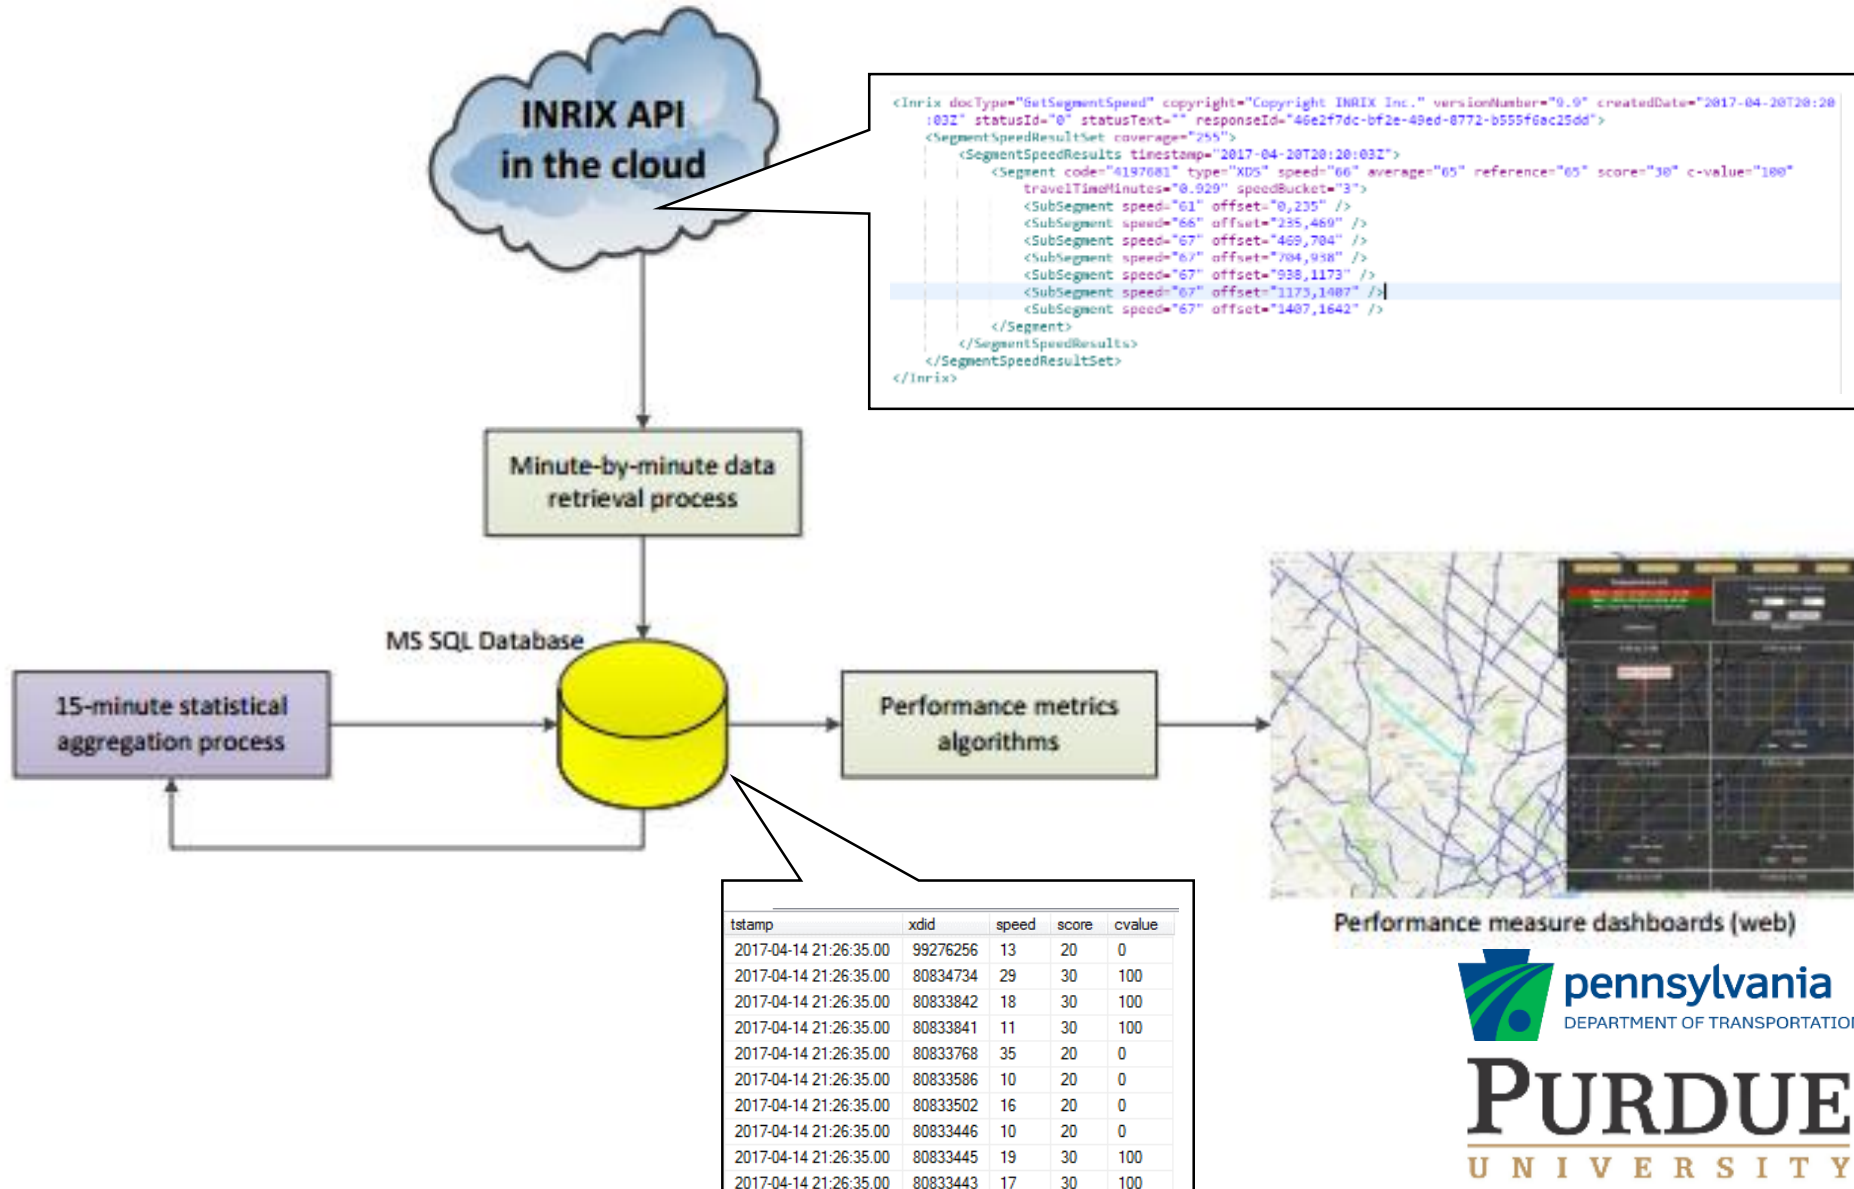 INRIX API
in the cloud
<Inrix docType="GetSegmentSpeed" copyright="Copyright INRIX Inc." versionNumber="9.9" createdDate="2017-04-20T20:20
:03Z" statusId="0" statusText="" responseId="46e2f7dc-bf2e-49ed-8772-b555f6ac25dd">
<SegmentSpeedResultSet coverage="255">
<SegmentSpeedResults timestamp="2017-04-20T20:20:03Z">
<Segment code="4197681" type="XDS" speed="66" average="65" reference="65" score="30" c-value="100"
travelTimeMinutes="0.929" speedBucket="3">
<SubSegment speed="61" offset="0,235" />
<SubSegment speed="66" offset="235,469" />
<SubSegment speed="67" offset="469,704" />
<SubSegment speed="67" offset="704,938" />
<SubSegment speed="67" offset="938,1173" />
<SubSegment speed="67" offset="1173,1407" />
<SubSegment speed="67" offset="1407,1642" />
</Segment>
</SegmentSpeedResults>
</SegmentSpeedResultSet>
</Inrix>
Minute-by-minute data
retrieval process
MS SQL Database
15-minute statistical
aggregation process
Performance metrics
algorithms
Performance measure dashboards (web)
tstamp xdid speed score cvalue
2017-04-14 21:26:35.00 99276256 13 20 0
2017-04-14 21:26:35.00 80834734 29 30 100
2017-04-14 21:26:35.00 80833842 18 30 100
2017-04-14 21:26:35.00 80833841 11 30 100
2017-04-14 21:26:35.00 80833768 35 20 0
2017-04-14 21:26:35.00 80833586 10 20 0
2017-04-14 21:26:35.00 80833502 16 20 0
2017-04-14 21:26:35.00 80833446 10 20 0
2017-04-14 21:26:35.00 80833445 19 30 100
2017-04-14 21:26:35.00 80833443 17 30 100
pennsylvania
DEPARTMENT OF TRANSPORTATION
PURDUE
UNIVERSITY